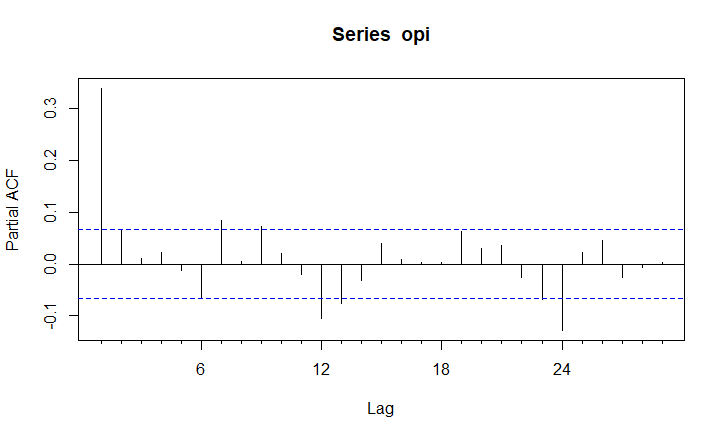 Series opi
Partial ACF
0.3
0.2
0.1
0.0
-0.1
6 12 18 24
Lag